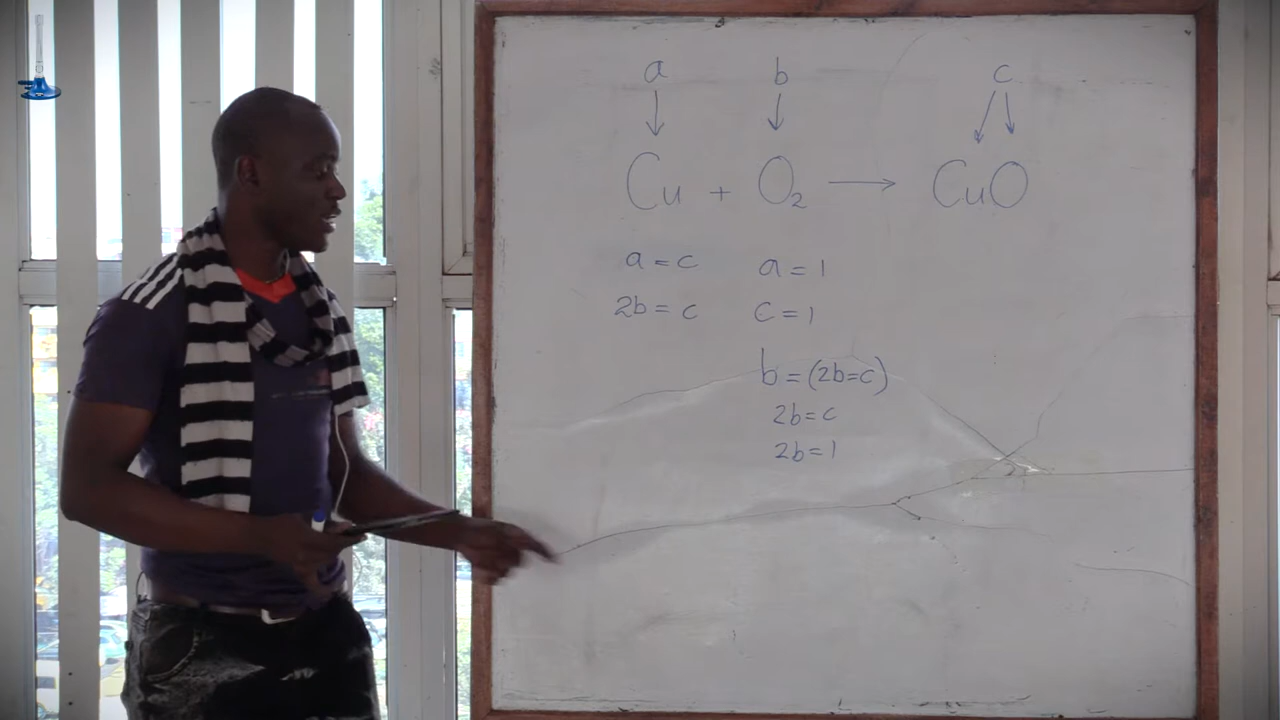 a b c
Cu + O₂ → CuO
a = c a = 1
2b = c c = 1
b = (2b=c)
2b = c
2b = 1